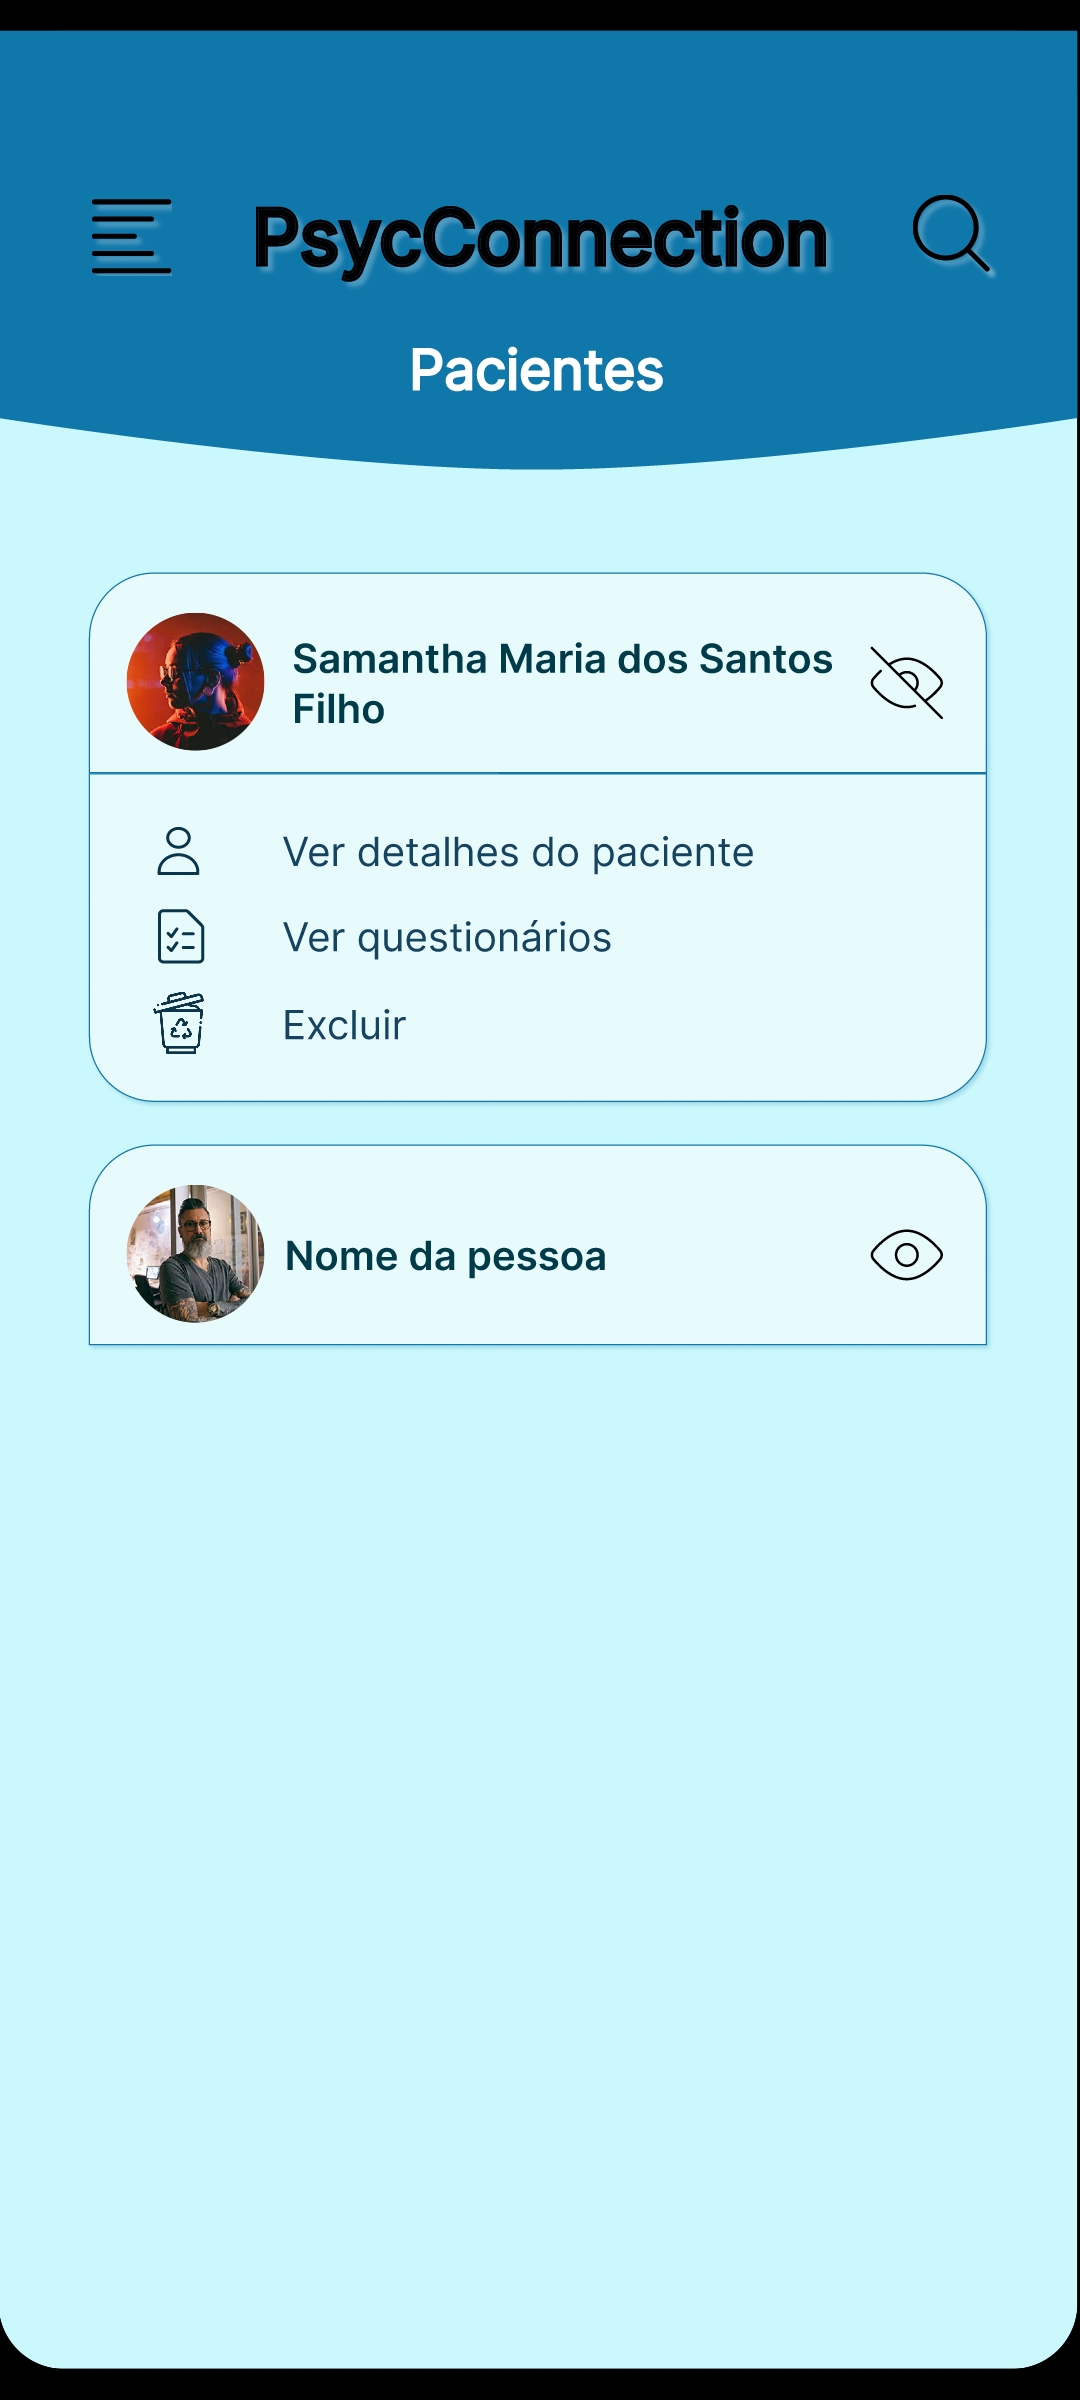 PsycConnection
Pacientes
Samantha Maria dos Santos
Filho
Ver detalhes do paciente
Ver questionários
Excluir
Nome da pessoa